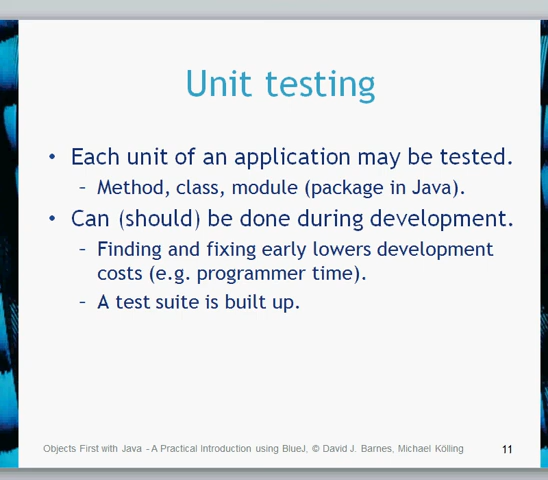 Unit testing
• Each unit of an application may be tested.
– Method, class, module (package in Java).
• Can (should) be done during development.
– Finding and fixing early lowers development
costs (e.g. programmer time).
– A test suite is built up.
Objects First with Java - A Practical Introduction using BlueJ, © David J. Barnes, Michael Kölling
11